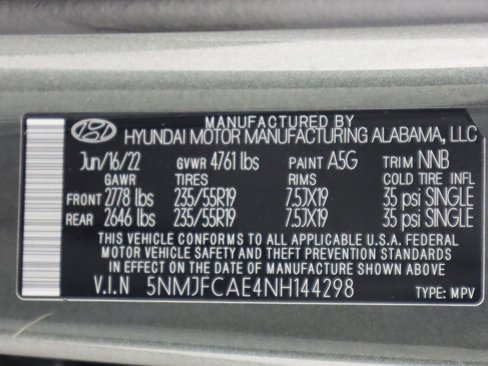 MANUFACTURED BY
HYUNDAI MOTOR MANUFACTURING ALABAMA, LLC
Jun/16/22 GVWR 4761 lbs PAINT A5G TRIM NNB
GAWR TIRES RIMS COLD TIRE INFL
FRONT 2778 lbs 235/55R19 7.5JX19 35 psi SINGLE
REAR 2646 lbs 235/55R19 7.5JX19 35 psi SINGLE
THIS VEHICLE CONFORMS TO ALL APPLICABLE U.S.A. FEDERAL
MOTOR VEHICLE SAFETY AND THEFT PREVENTION STANDARDS
IN EFFECT ON THE DATE OF MANUFACTURE SHOWN ABOVE.
V.I.N 5NMJFCAE4NH144298 TYPE: MPV